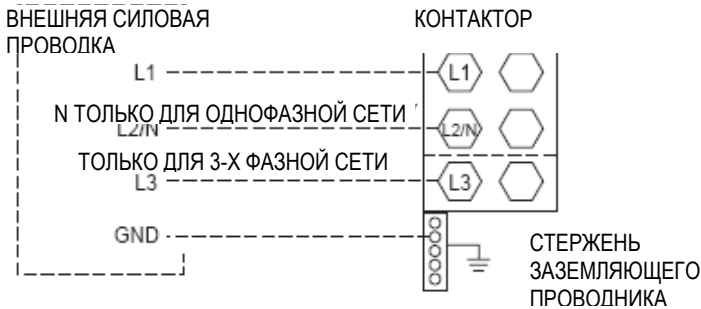 ВНЕШНЯЯ СИЛОВАЯ
ПРОВОДКА
КОНТАКТОР
L1
L1
N ТОЛЬКО ДЛЯ ОДНОФАЗНОЙ СЕТИ
L2/N
L2/N
ТОЛЬКО ДЛЯ 3-Х ФАЗНОЙ СЕТИ
L3
L3
GND
СТЕРЖЕНЬ
ЗАЗЕМЛЯЮЩЕГО
ПРОВОДНИКА